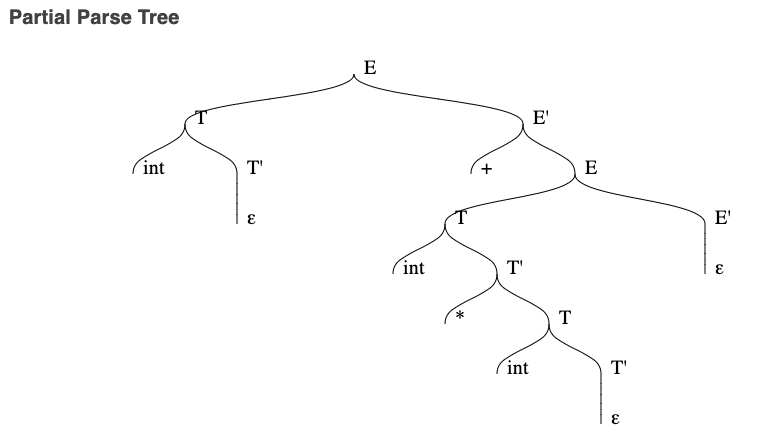 Partial Parse Tree
E
T E'
int T' + E
ε T E'
int T' ε
* T
int T'
ε